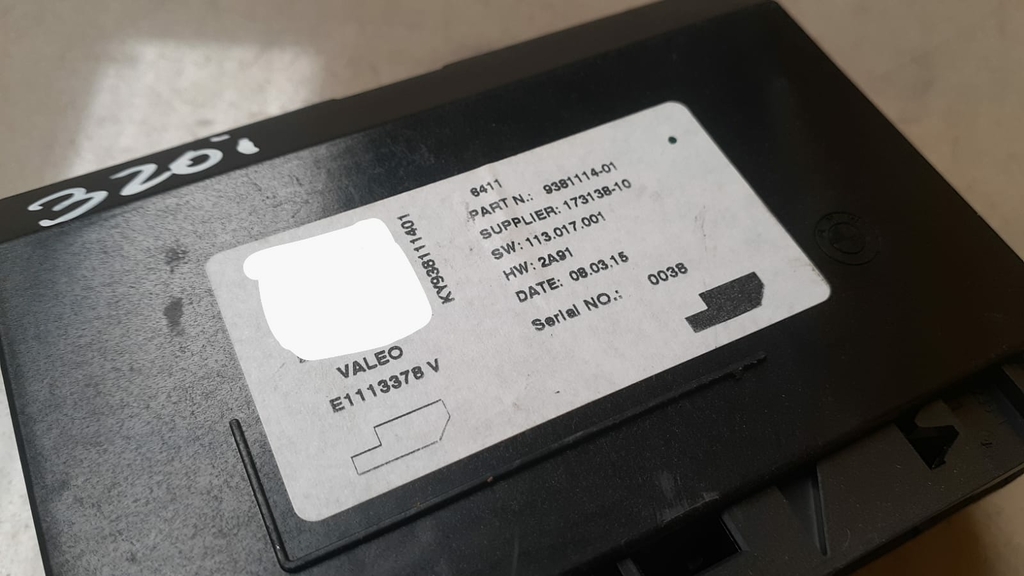 320i
6411
PART N.: 9381114-01
SUPPLIER: 173138-10
SW: 113.017.001
HW: 2A91
DATE: 08.03.15
Serial NO.: 0038
KV938111401
VALEO
E1113378 V